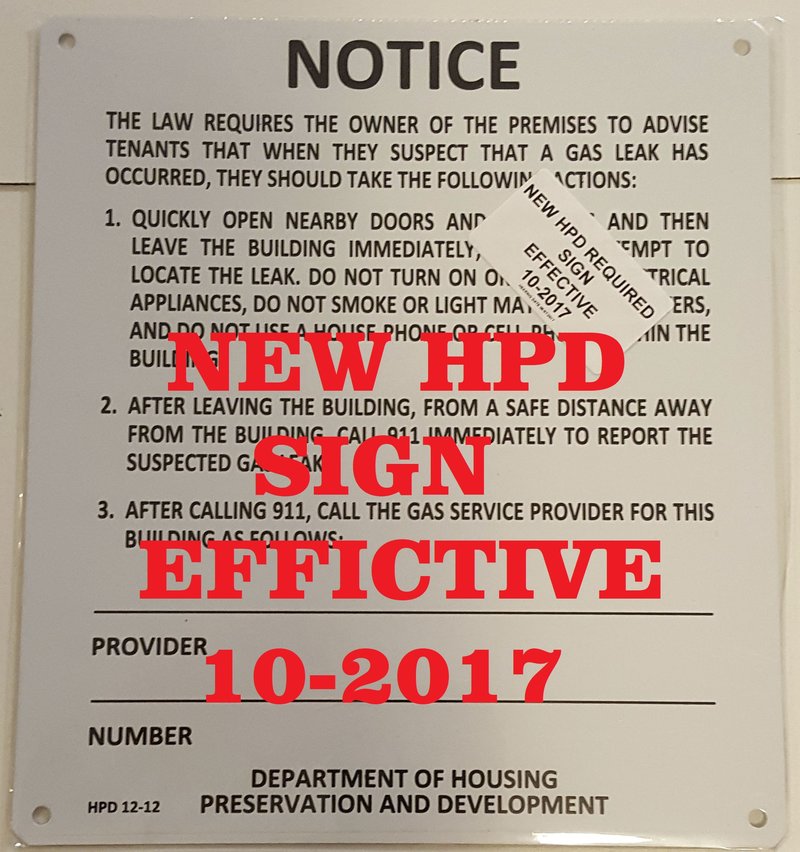 NOTICE
THE LAW REQUIRES THE OWNER OF THE PREMISES TO ADVISE
TENANTS THAT WHEN THEY SUSPECT THAT A GAS LEAK HAS
OCCURRED, THEY SHOULD TAKE THE FOLLOWIN ACTIONS:
1. QUICKLY OPEN NEARBY DOORS AND AND THEN
LEAVE THE BUILDING IMMEDIATELY; EMPT TO
LOCATE THE LEAK. DO NOT TURN ON O TRICAL
APPLIANCES, DO NOT SMOKE OR LIGHT MAT ERS,
AND DO NOT USE A HOUSE PHONE OR CELL PH IN THE
BUILDING
NEW HPD REQUIRED
SIGN
EFFECTIVE
10-2017
NEW HPD
2. AFTER LEAVING THE BUILDING, FROM A SAFE DISTANCE AWAY
FROM THE BUILDING, CALL 911 IMMEDIATELY TO REPORT THE
SUSPECTED GAS LEAK
SIGN
3. AFTER CALLING 911, CALL THE GAS SERVICE PROVIDER FOR THIS
BUILDING AS FOLLOWS:
EFFICTIVE
PROVIDER
10-2017
NUMBER
DEPARTMENT OF HOUSING
HPD 12-12 PRESERVATION AND DEVELOPMENT